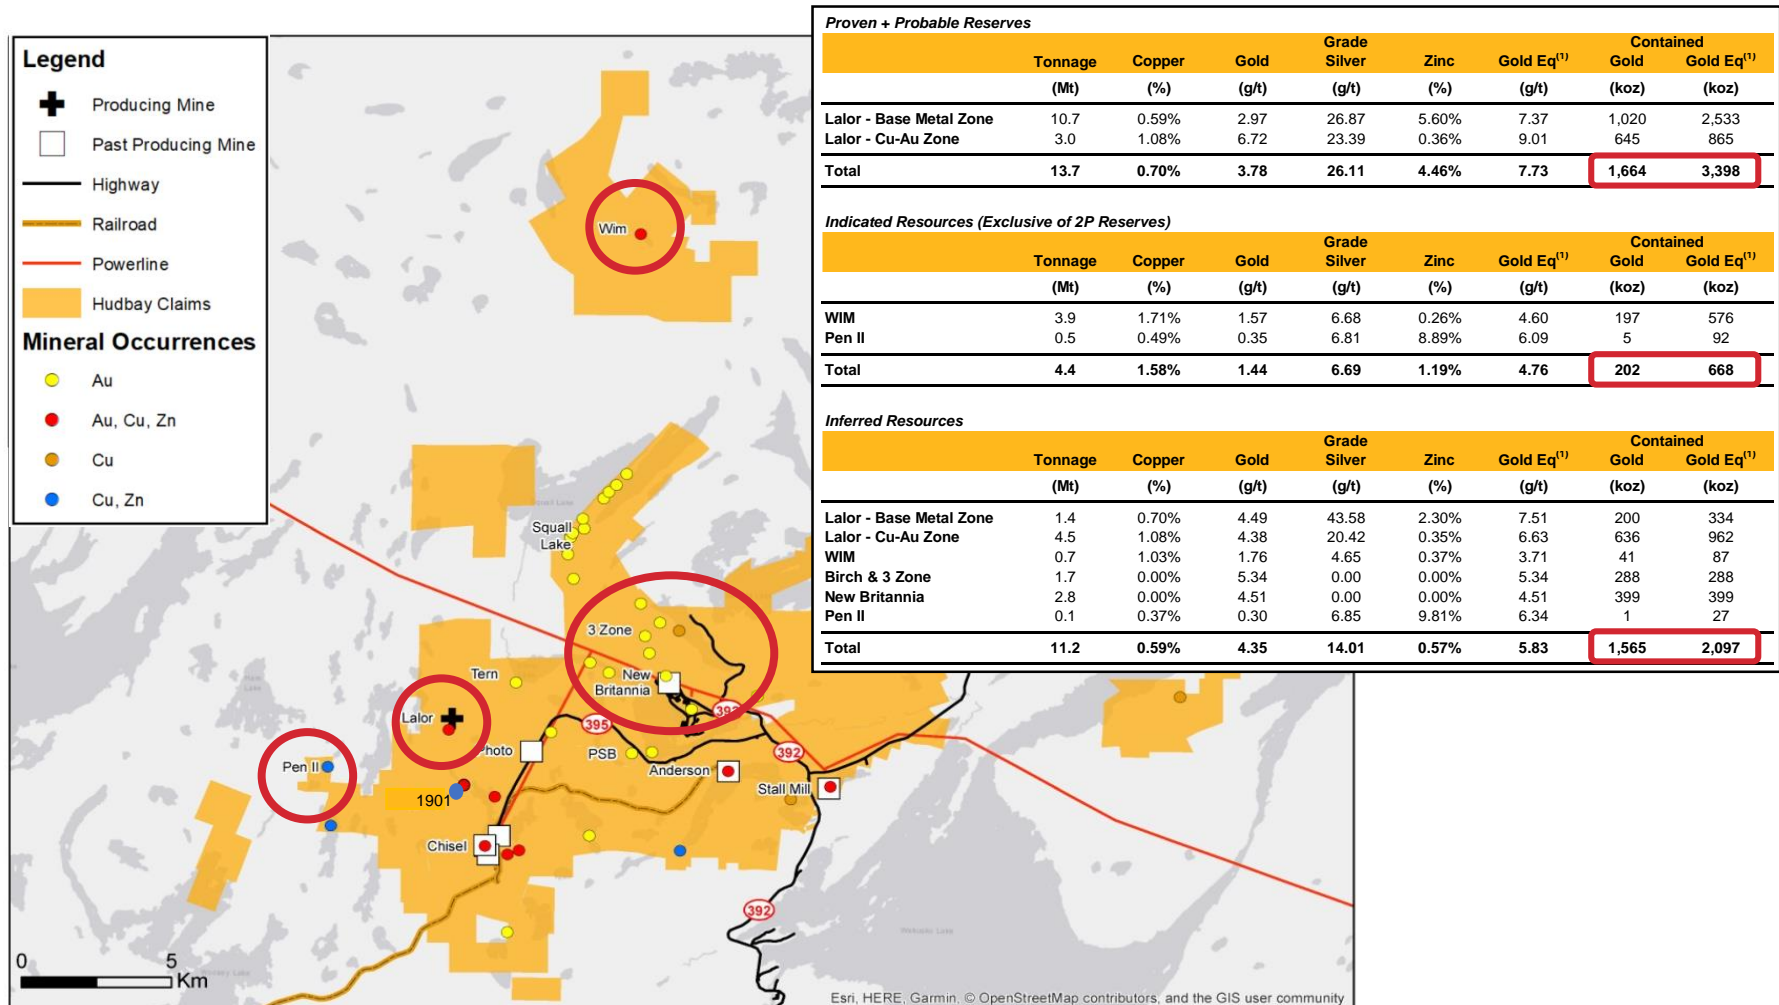 Legend
Producing Mine
Past Producing Mine
Highway
Railroad
Powerline
Hudbay Claims
Mineral Occurrences
Au
Au, Cu, Zn
Cu
Cu, Zn
Proven + Probable Reserves
Grade Contained
Tonnage Copper Gold Silver Zinc Gold Eq(1) Gold Gold Eq(1)
(Mt) (%) (g/t) (g/t) (%) (g/t) (koz) (koz)
Lalor - Base Metal Zone 10.7 0.59% 2.97 26.87 5.60% 7.37 1,020 2,533
Lalor - Cu-Au Zone 3.0 1.08% 6.72 23.39 0.36% 9.01 645 865
Total 13.7 0.70% 3.78 26.11 4.46% 7.73 1,664 3,398
Indicated Resources (Exclusive of 2P Reserves)
Grade Contained
Tonnage Copper Gold Silver Zinc Gold Eq(1) Gold Gold Eq(1)
(Mt) (%) (g/t) (g/t) (%) (g/t) (koz) (koz)
WIM 3.9 1.71% 1.57 6.68 0.26% 4.60 197 576
Pen II 0.5 0.49% 0.35 6.81 8.89% 6.09 5 92
Total 4.4 1.58% 1.44 6.69 1.19% 4.76 202 668
Inferred Resources
Grade Contained
Tonnage Copper Gold Silver Zinc Gold Eq(1) Gold Gold Eq(1)
(Mt) (%) (g/t) (g/t) (%) (g/t) (koz) (koz)
Lalor - Base Metal Zone 1.4 0.70% 4.49 43.58 2.30% 7.51 200 334
Lalor - Cu-Au Zone 4.5 1.08% 4.38 20.42 0.35% 6.63 636 962
WIM 0.7 1.03% 1.76 4.65 0.37% 3.71 41 87
Birch & 3 Zone 1.7 0.00% 5.34 0.00 0.00% 5.34 288 288
New Britannia 2.8 0.00% 4.51 0.00 0.00% 4.51 399 399
Pen II 0.1 0.37% 0.30 6.85 9.81% 6.34 1 27
Total 11.2 0.59% 4.35 14.01 0.57% 5.83 1,565 2,097
Wim
Squall
Lake
3 Zone
Tern
New
Britannia
Lalor
393
395
Photo
PSB
392
Pen II
Anderson
Stall Mill
1901
Chisel
392
0 5
Km
Esri, HERE, Garmin, © OpenStreetMap contributors, and the GIS user community